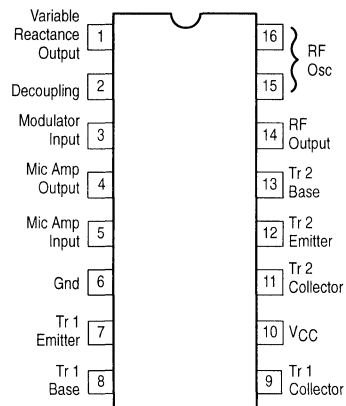 Variable
Reactance
Output
1
Decoupling
2
Modulator
Input
3
Mic Amp
Output
4
Mic Amp
Input
5
Gnd
6
Tr 1
Emitter
7
Tr 1
Base
8
16
15
RF
Osc
14
RF
Output
13
Tr 2
Base
12
Tr 2
Emitter
11
Tr 2
Collector
10
VCC
9
Tr 1
Collector